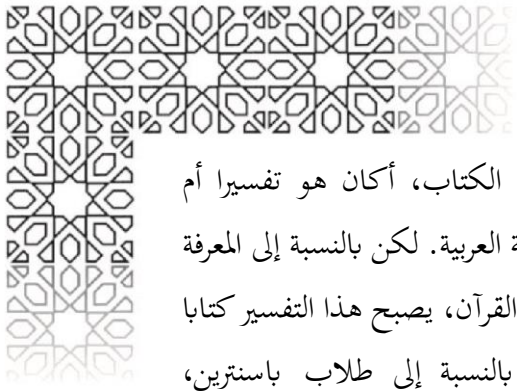 الكتاب، أكان هو تفسيرا أم
ة العربية. لكن بالنسبة إلى المعرفة
القرآن، يصبح هذا التفسير كتابا
بالنسبة إلى طلاب باسنترين،